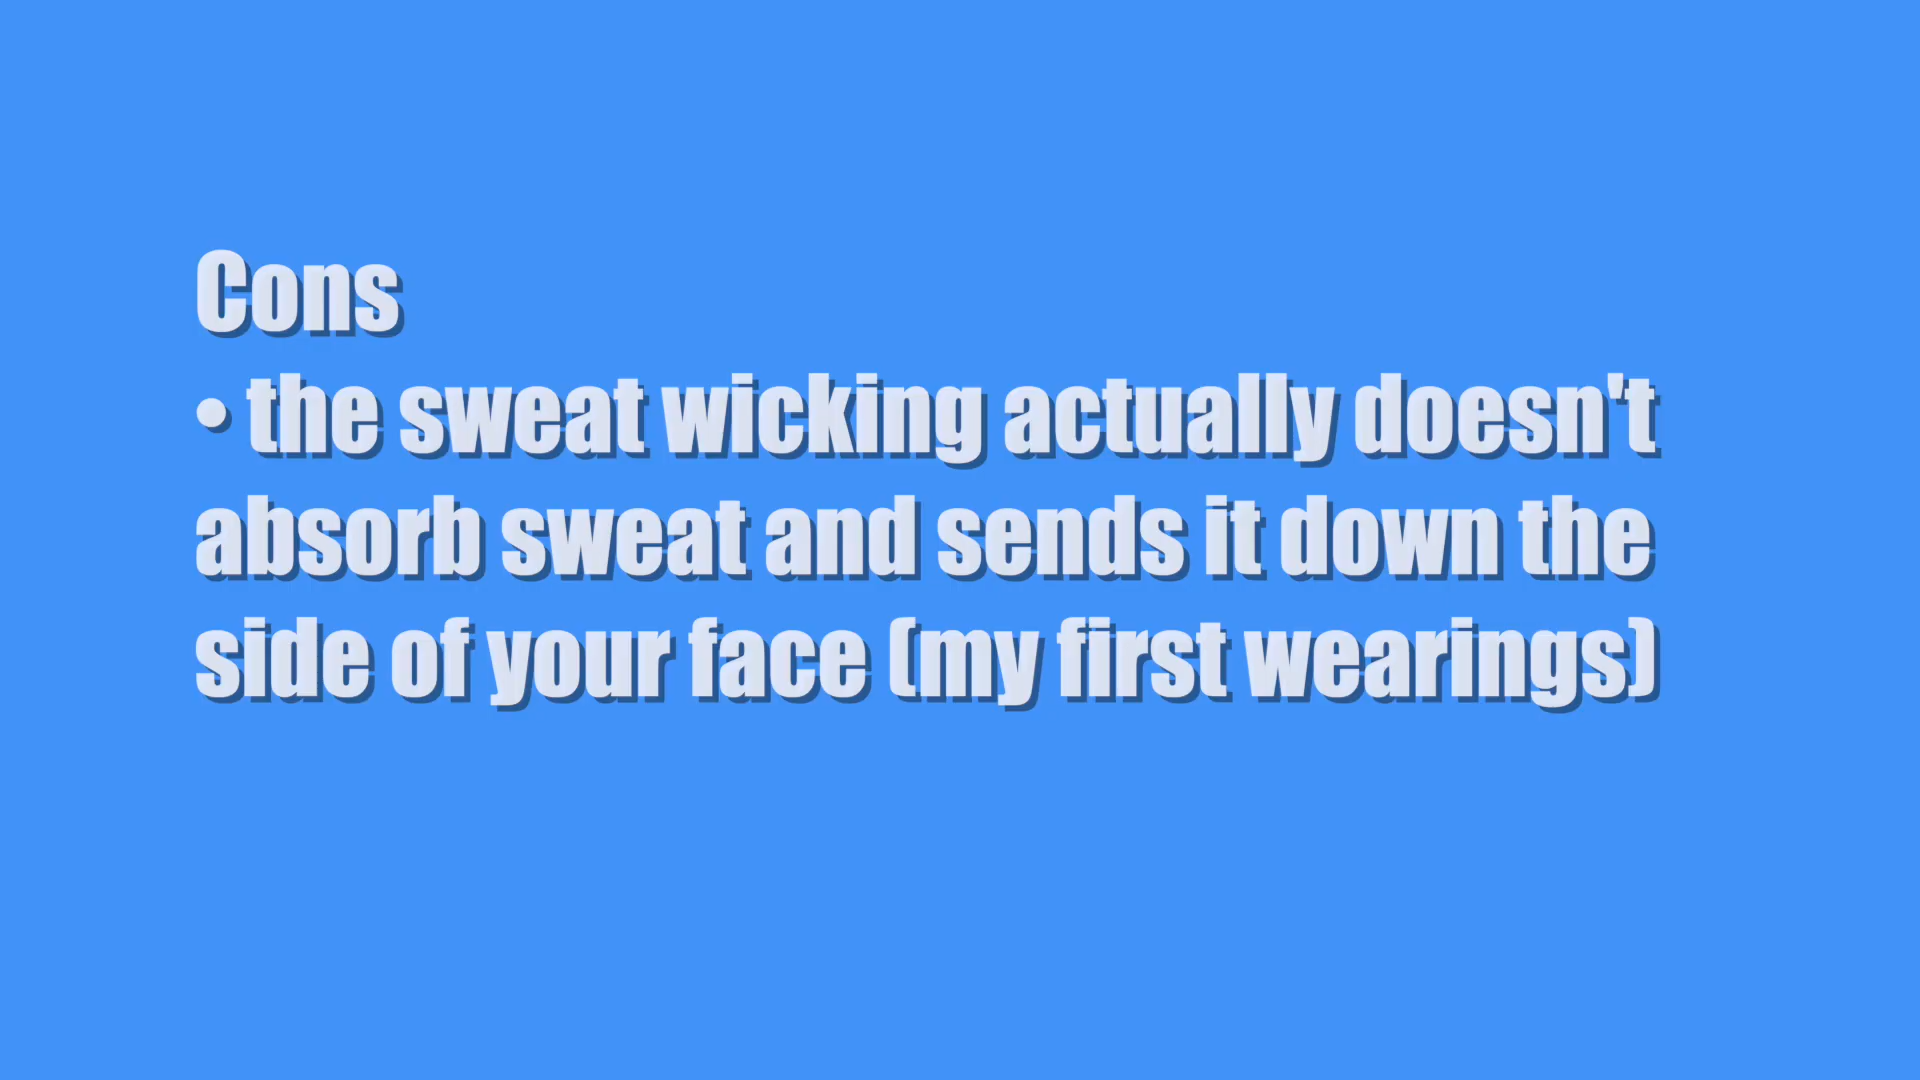 Cons
• the sweat wicking actually doesn't
absorb sweat and sends it down the
side of your face (my first wearings)